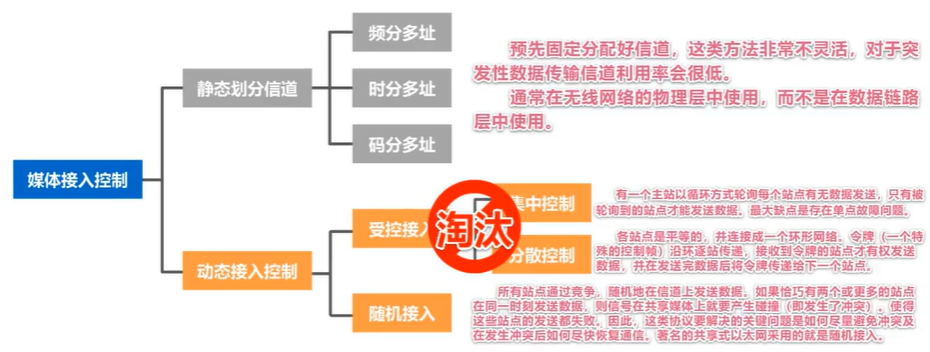 频分多址
预先固定分配好信道，这类方法非常不灵活，对于突
发性数据传输信道利用率会很低。
静态划分信道
时分多址
通常在无线网络的物理层中使用，而不是在数据链路
层中使用。
码分多址
媒体接入控制
集中控制
有一个主站以循环方式轮询每个站点有无数据发送，只有被
轮询到的站点才能发送数据。最大缺点是存在单点故障问题。
受控接入
淘汰
分散控制
各站点是平等的，并连接成一个环形网络。令牌（一个特
殊的控制帧）沿环逐站传递，接收到令牌的站点才有权发送
数据，并在发送完数据后将令牌传递给下一个站点。
动态接入控制
随机接入
所有站点通过竞争，随机地在信道上发送数据。如果恰巧有两个或更多的站点
在同一时刻发送数据，则信号在共享媒体上就要产生碰撞（即发生了冲突），使得
这些站点的发送都失败。因此，这类协议要解决的关键问题是如何尽量避免冲突及
在发生冲突后如何尽快恢复通信。著名的共享式以太网采用的就是随机接入。